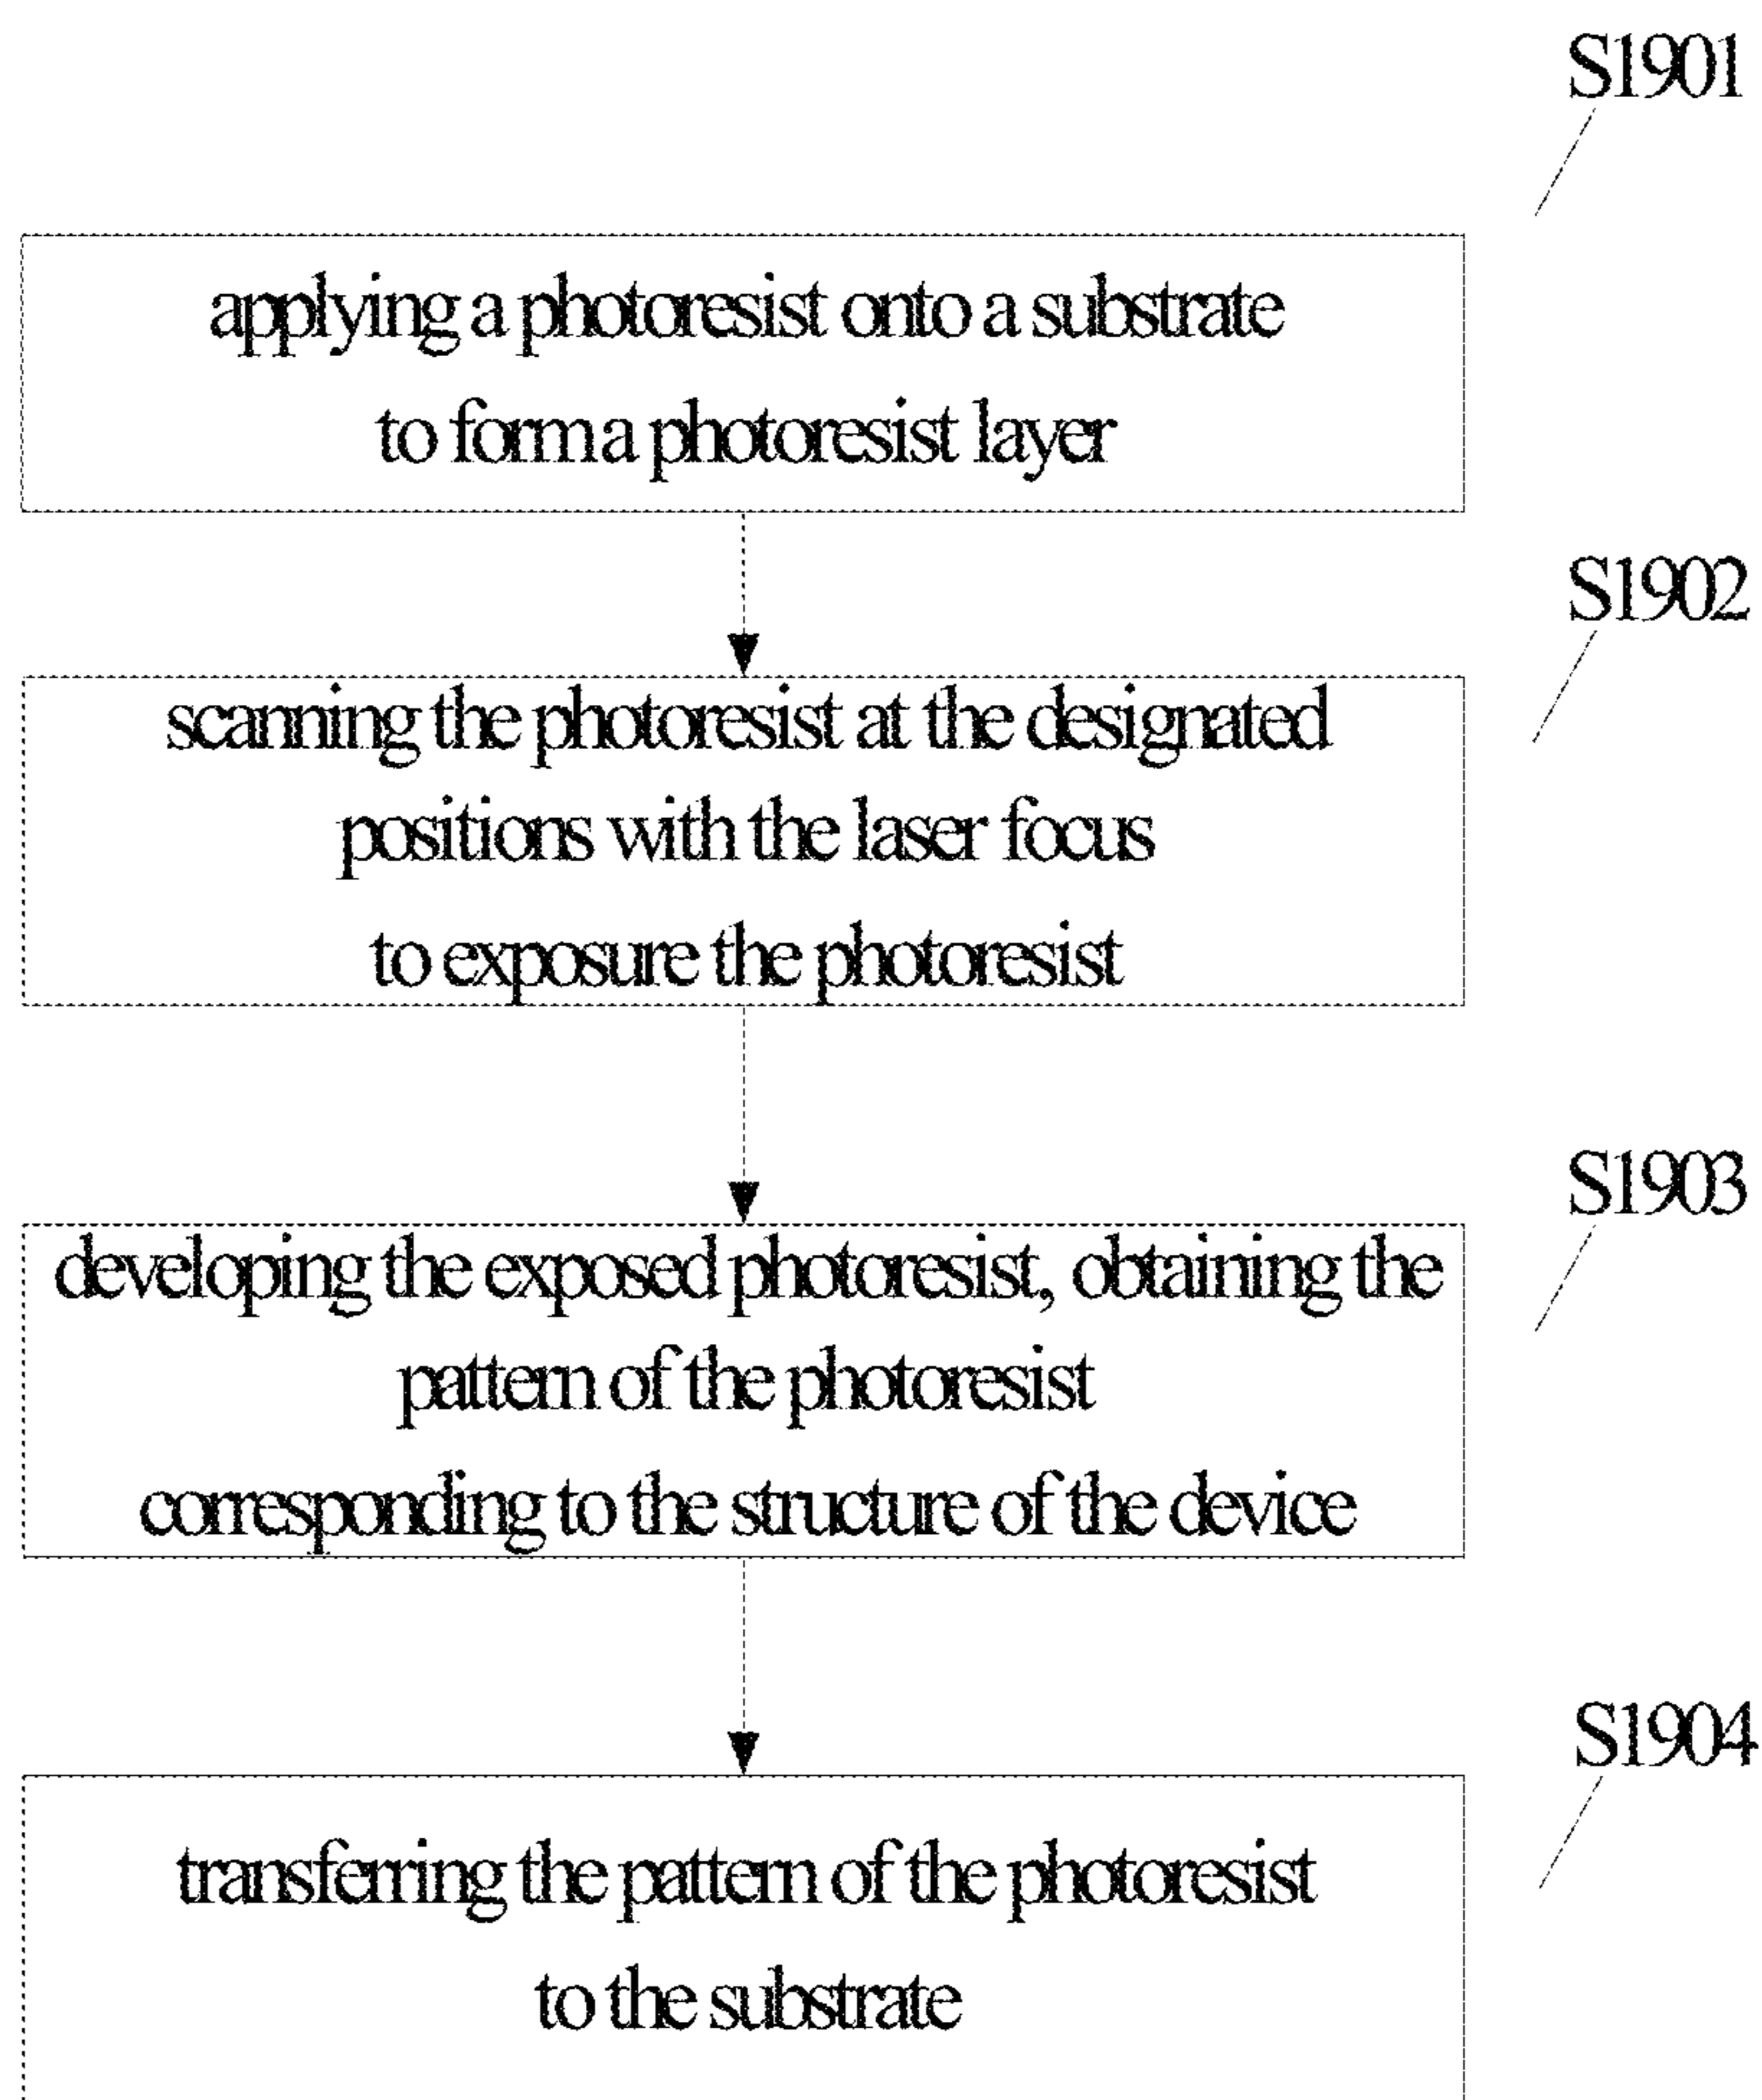 S1901
applying a photoresist onto a substrate
to form a photoresist layer
S1902
scanning the photoresist at the designated
positions with the laser focus
to exposure the photoresist
S1903
developing the exposed photoresist, obtaining the
pattern of the photoresist
corresponding to the structure of the device
S1904
transferring the pattern of the photoresist
to the substrate